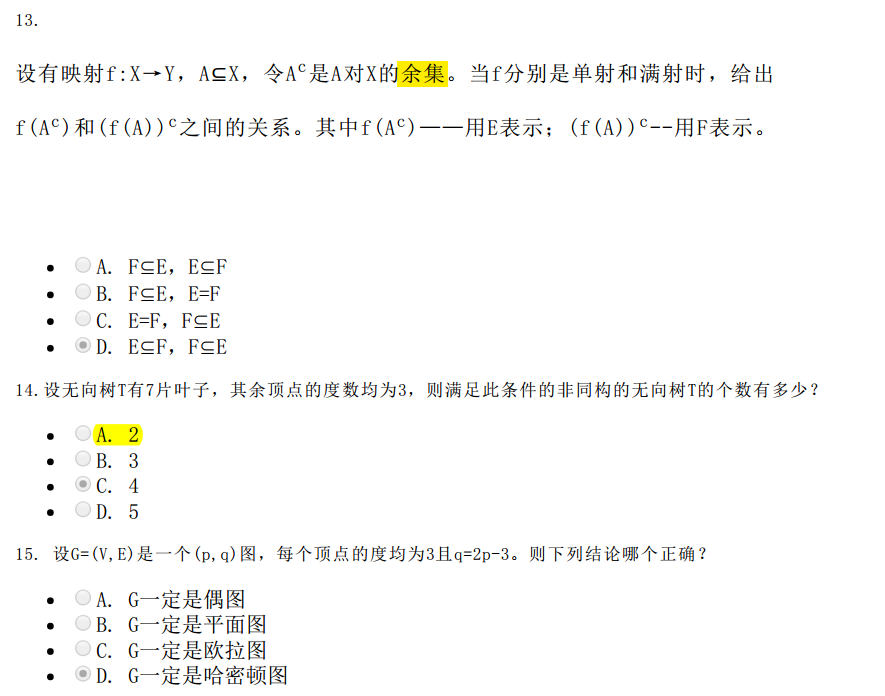 13.
设有映射f:X→Y，A⊆X，令Aᶜ是A对X的余集。当f分别是单射和满射时，给出
f(Aᶜ)和(f(A))ᶜ之间的关系。其中f(Aᶜ)——用E表示；(f(A))ᶜ--用F表示。
A. F⊆E, E⊆F
B. F⊆E, E=F
C. E=F, F⊆E
D. E⊆F, F⊆E
14.设无向树T有7片叶子，其余顶点的度数均为3，则满足此条件的非同构的无向树T的个数有多少？
A. 2
B. 3
C. 4
D. 5
15. 设G=(V,E)是一个(p,q)图，每个顶点的度均为3且q=2p-3。则下列结论哪个正确？
A. G一定是偶图
B. G一定是平面图
C. G一定是欧拉图
D. G一定是哈密顿图